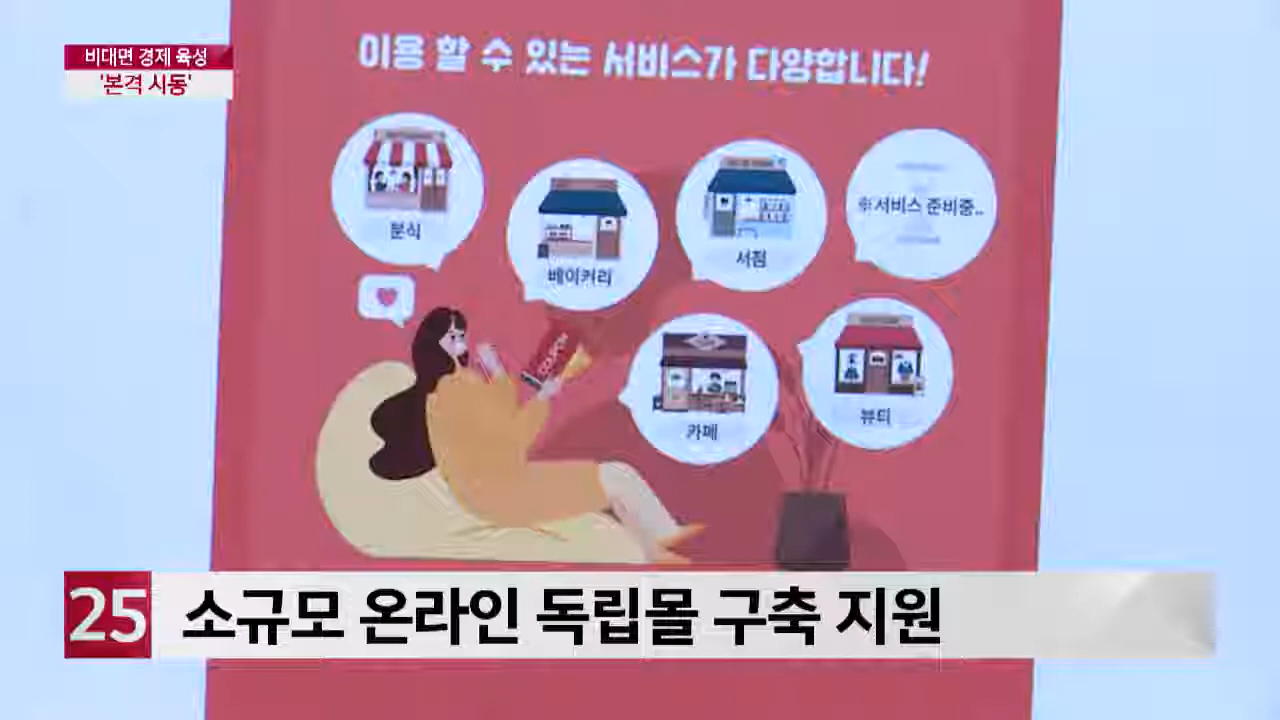 비대면 경제 육성
'본격 시동'
이용 할 수 있는 서비스가 다양합니다!
분식
베이커리
서점
※서비스 준비중..
카페
뷰티
COUPON
25 소규모 온라인 독립몰 구축 지원